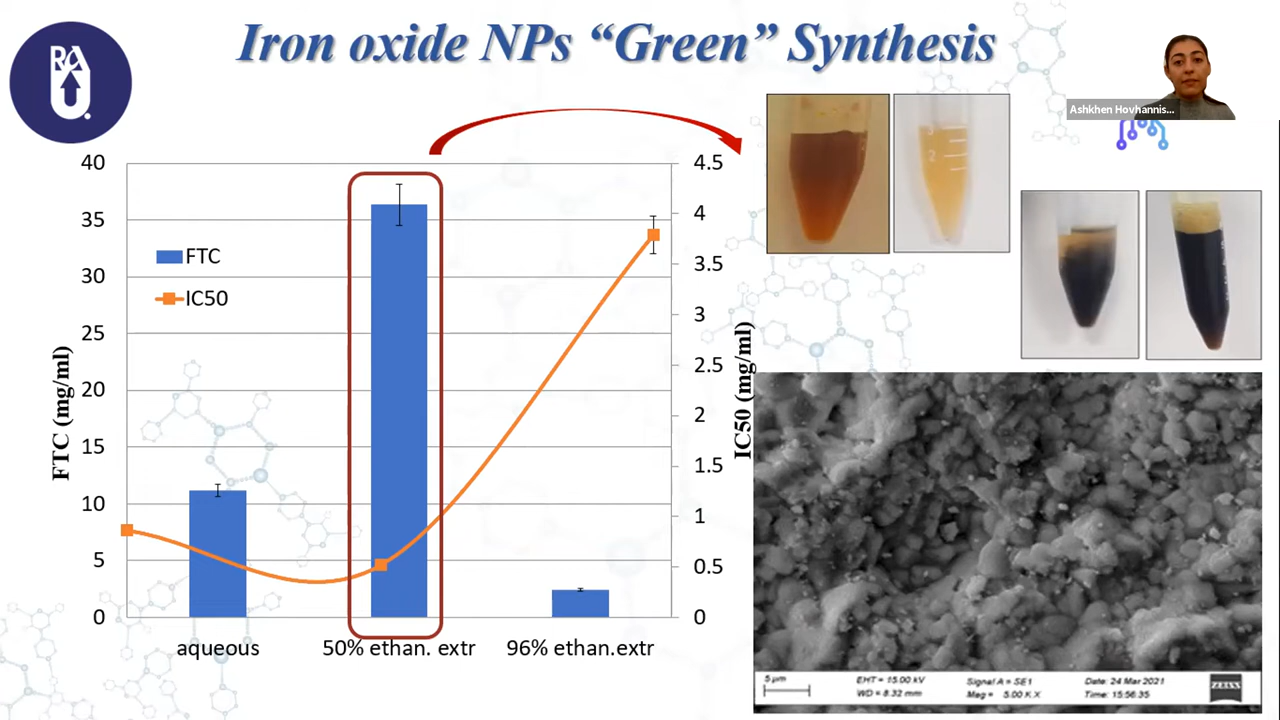 Iron oxide NPs “Green” Synthesis
RAU
Ashkhen Hovhannis...
40
35
30
25
20
15
10
5
0
FTC (mg/ml)
FTC
IC50
4.5
4
3.5
3
2.5
2
1.5
1
0.5
0
IC50 (mg/ml)
aqueous
50% ethan. extr
96% ethan.extr
5 µm
EHT = 15.00 kV
WD = 8.32 mm
Signal A = SE1
Mag = 5.00 K X
Date: 24 Mar 2021
Time: 15:56:35
ZEISS